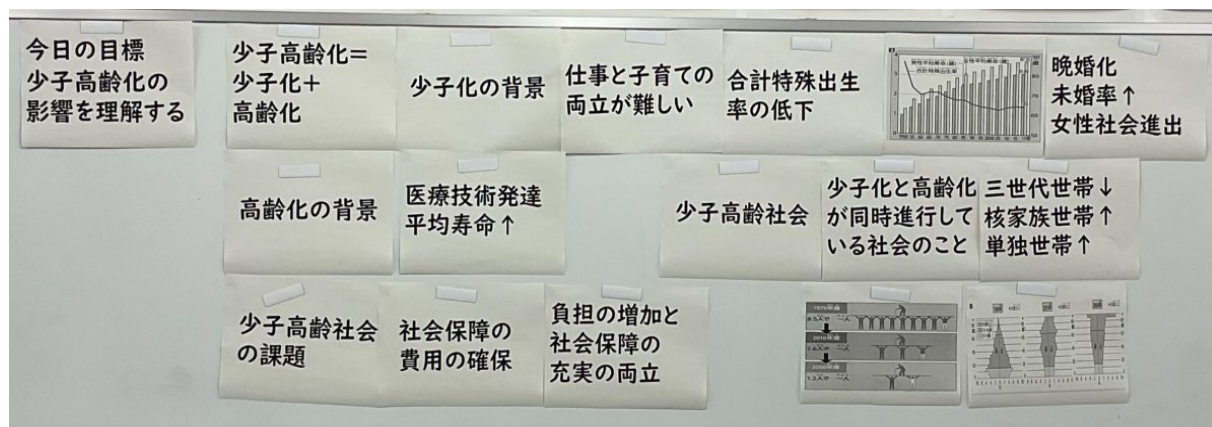 今日の目標
少子高齢化の
影響を理解する
少子高齢化=
少子化+
高齢化
少子化の背景
仕事と子育ての
両立が難しい
合計特殊出生
率の低下
晩婚化
未婚率↑
女性社会進出
高齢化の背景
医療技術発達
平均寿命↑
少子高齢社会
少子化と高齢化
が同時進行して
いる社会のこと
三世代世帯↓
核家族世帯↑
単独世帯↑
少子高齢社会
の課題
社会保障の
費用の確保
負担の増加と
社会保障の
充実の両立